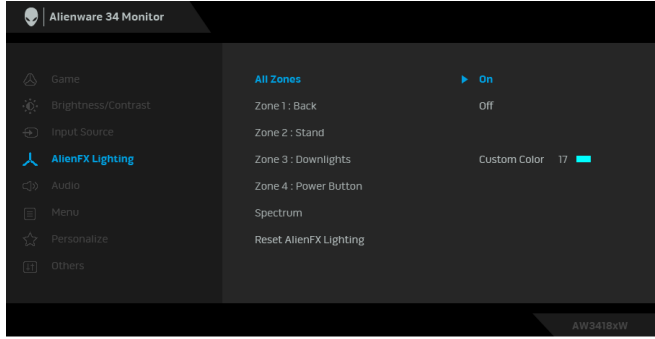 Alienware 34 Monitor
Game
Brightness/Contrast
Input Source
AlienFX Lighting
Audio
Menu
Personalize
Others
All Zones On
Zone 1 : Back Off
Zone 2 : Stand
Zone 3 : Downlights Custom Color 17
Zone 4 : Power Button
Spectrum
Reset AlienFX Lighting
AW3418xW